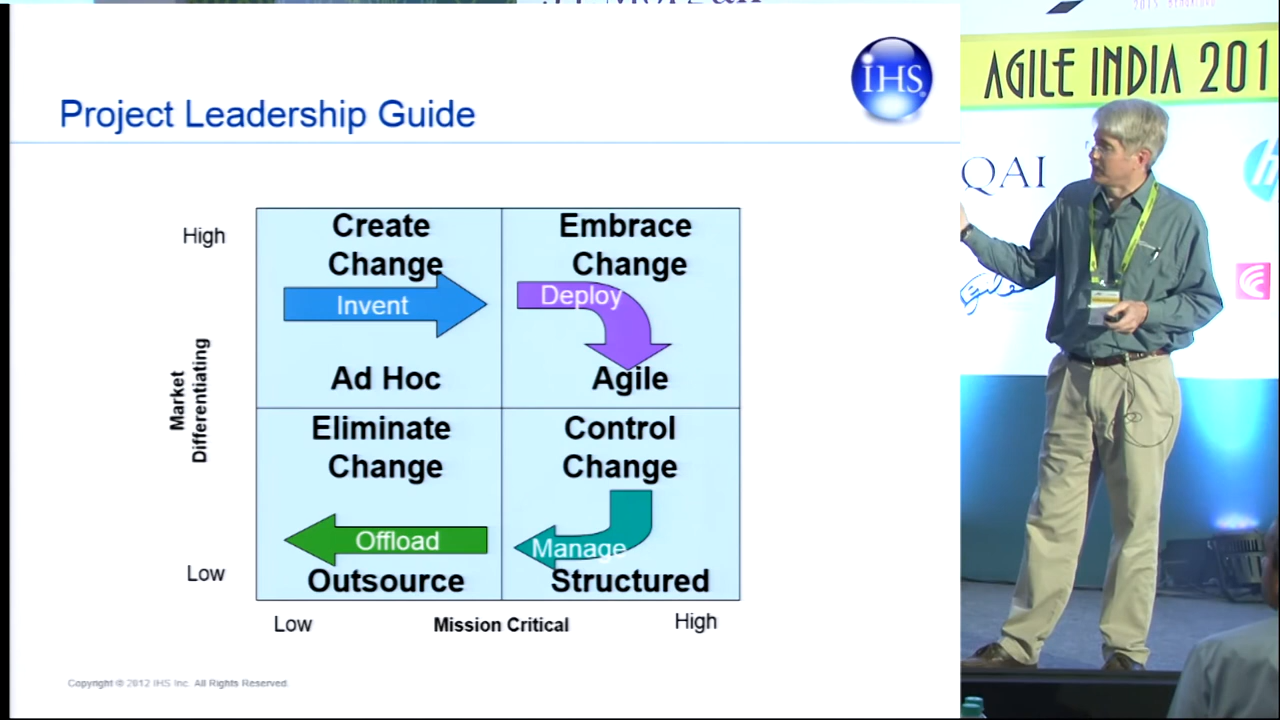 Project Leadership Guide
IHS
High
Create
Change
Invent
Ad Hoc
Embrace
Change
Deploy
Agile
Market
Differentiating
Eliminate
Change
Offload
Outsource
Control
Change
Manage
Structured
Low
Low
Mission Critical
High
Copyright © 2012 IHS Inc. All Rights Reserved.
AGILE INDIA 201
QAI